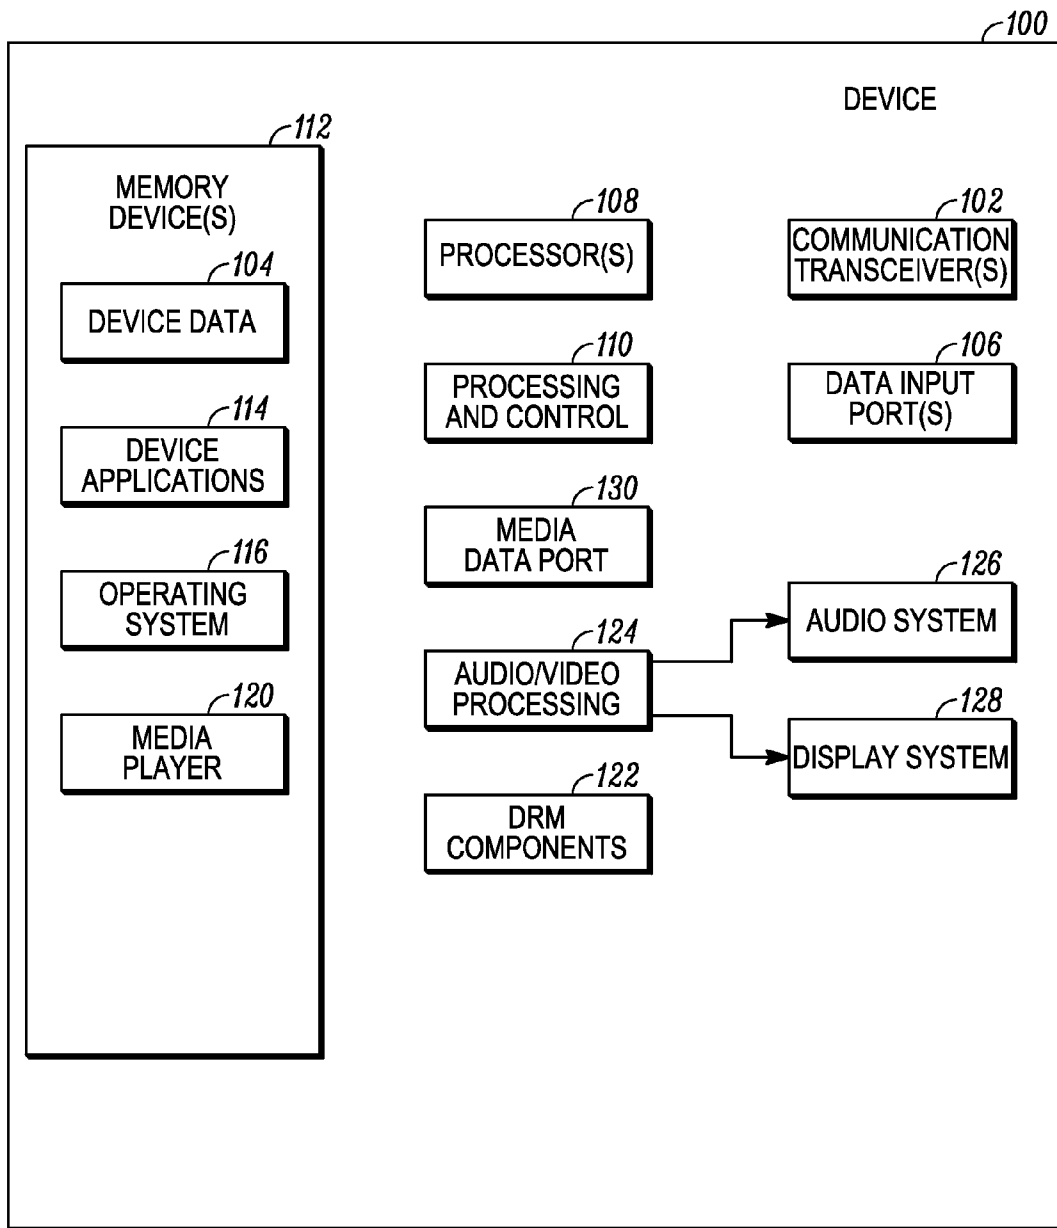 100
DEVICE
112
MEMORY
DEVICE(S)
104
DEVICE DATA
114
DEVICE
APPLICATIONS
116
OPERATING
SYSTEM
120
MEDIA
PLAYER
108
PROCESSOR(S)
110
PROCESSING
AND CONTROL
130
MEDIA
DATA PORT
124
AUDIO/VIDEO
PROCESSING
122
DRM
COMPONENTS
102
COMMUNICATION
TRANSCEIVER(S)
106
DATA INPUT
PORT(S)
126
AUDIO SYSTEM
128
DISPLAY SYSTEM